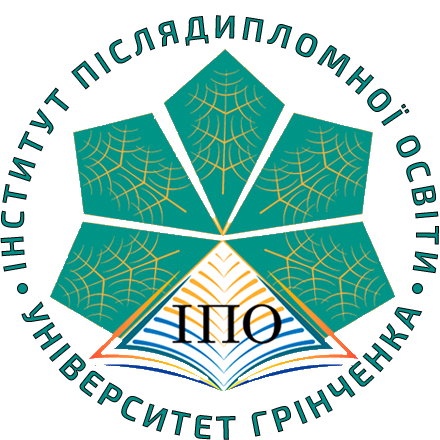 ІНСТИТУТ ПІСЛЯДИПЛОМНОЇ ОСВІТИ
ІПО
• УНІВЕРСИТЕТ ГРІНЧЕНКА •